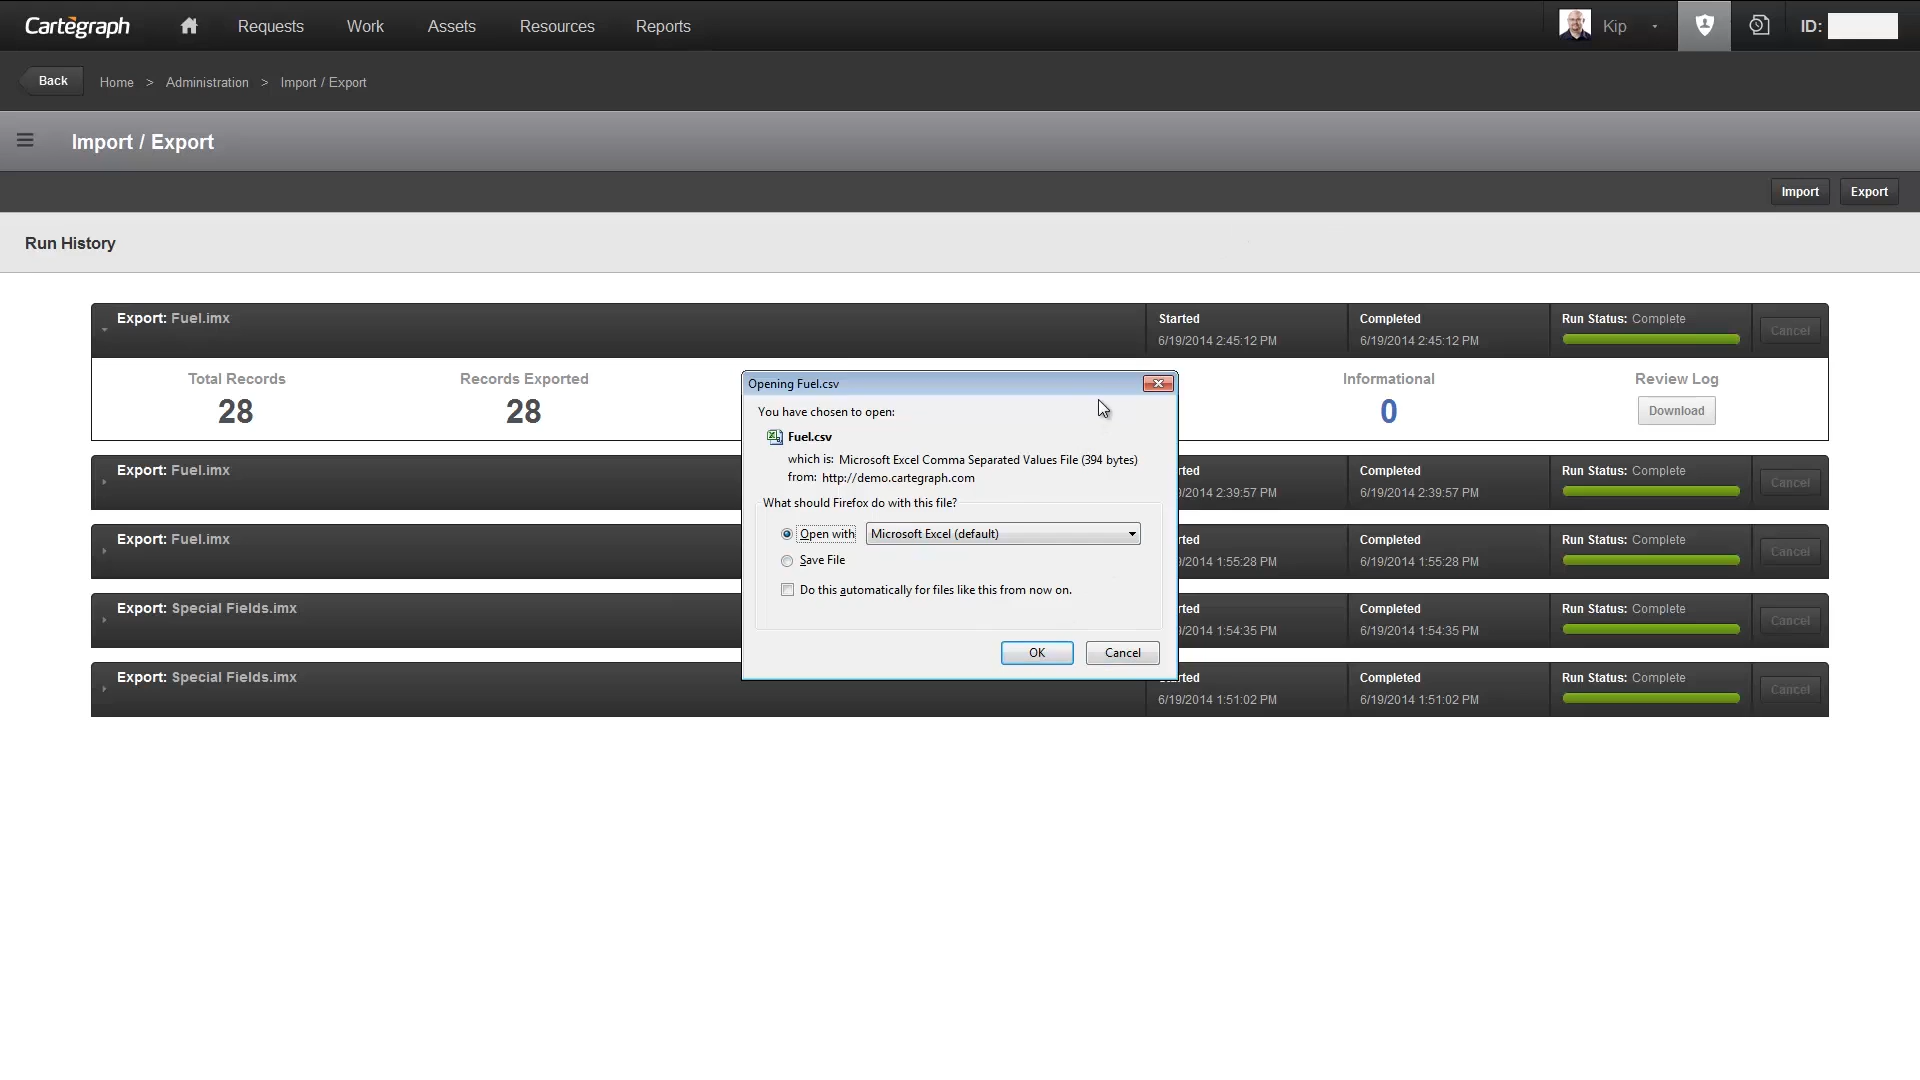 Cartegraph Requests Work Assets Resources Reports Kip ID:
Back Home > Administration > Import / Export
Import / Export
Import Export
Run History
Export: Fuel.imx Started 6/19/2014 2:45:12 PM Completed 6/19/2014 2:45:12 PM Run Status: Complete Cancel
Total Records Records Exported Informational Review Log
28 28 0 Download
Opening Fuel.csv
You have chosen to open:
Fuel.csv
which is: Microsoft Excel Comma Separated Values File (394 bytes)
from: http://demo.cartegraph.com
What should Firefox do with this file?
Open with Microsoft Excel (default)
Save File
Do this automatically for files like this from now on.
OK Cancel
Export: Fuel.imx Completed Run Status: Complete Cancel
2014 2:39:57 PM 6/19/2014 2:39:57 PM
Export: Fuel.imx Completed Run Status: Complete Cancel
2014 1:55:28 PM 6/19/2014 1:55:28 PM
Export: Special Fields.imx Completed Run Status: Complete Cancel
2014 1:54:35 PM 6/19/2014 1:54:35 PM
Export: Special Fields.imx Completed Run Status: Complete Cancel
6/19/2014 1:51:02 PM 6/19/2014 1:51:02 PM